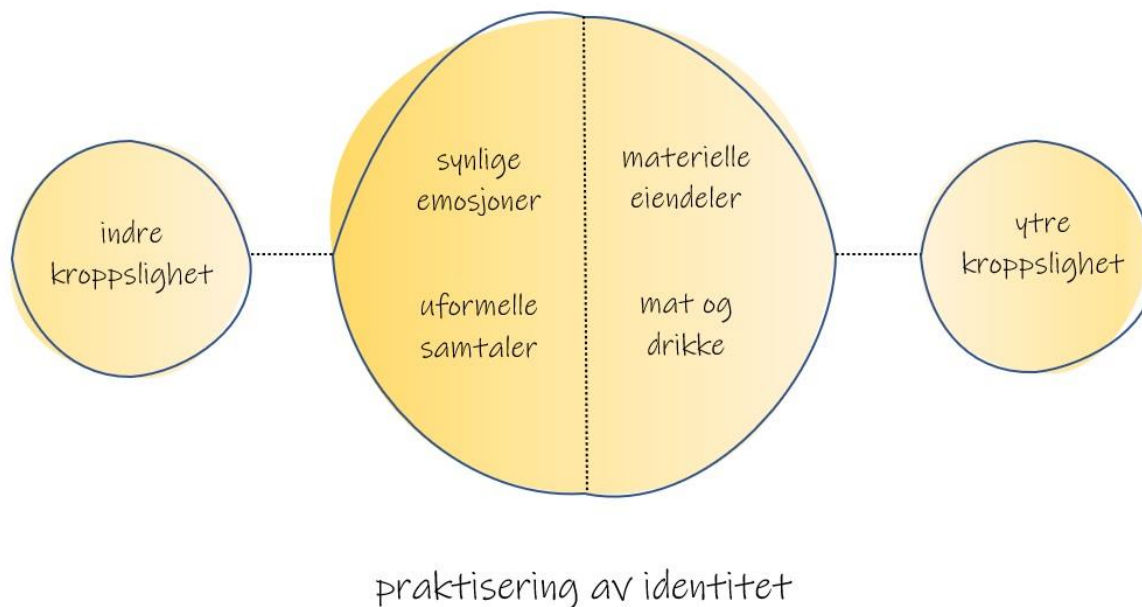 indre
kroppslighet
synlige
emosjoner
uformelle
samtaler
materielle
eiendeler
mat og
drikke
ytre
kroppslighet
praktisering av identitet